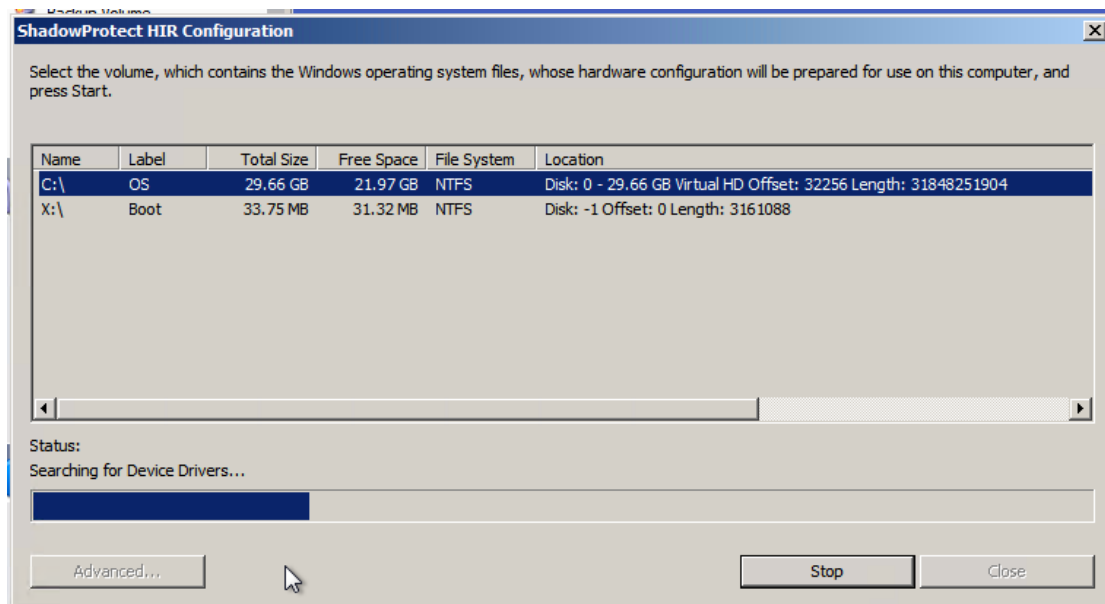 Backup Volume
ShadowProtect HIR Configuration
Select the volume, which contains the Windows operating system files, whose hardware configuration will be prepared for use on this computer, and
press Start.
Name Label Total Size Free Space File System Location
C:\ OS 29.66 GB 21.97 GB NTFS Disk: 0 - 29.66 GB Virtual HD Offset: 32256 Length: 31848251904
X:\ Boot 33.75 MB 31.32 MB NTFS Disk: -1 Offset: 0 Length: 3161088
Status:
Searching for Device Drivers...
Advanced... Stop Close